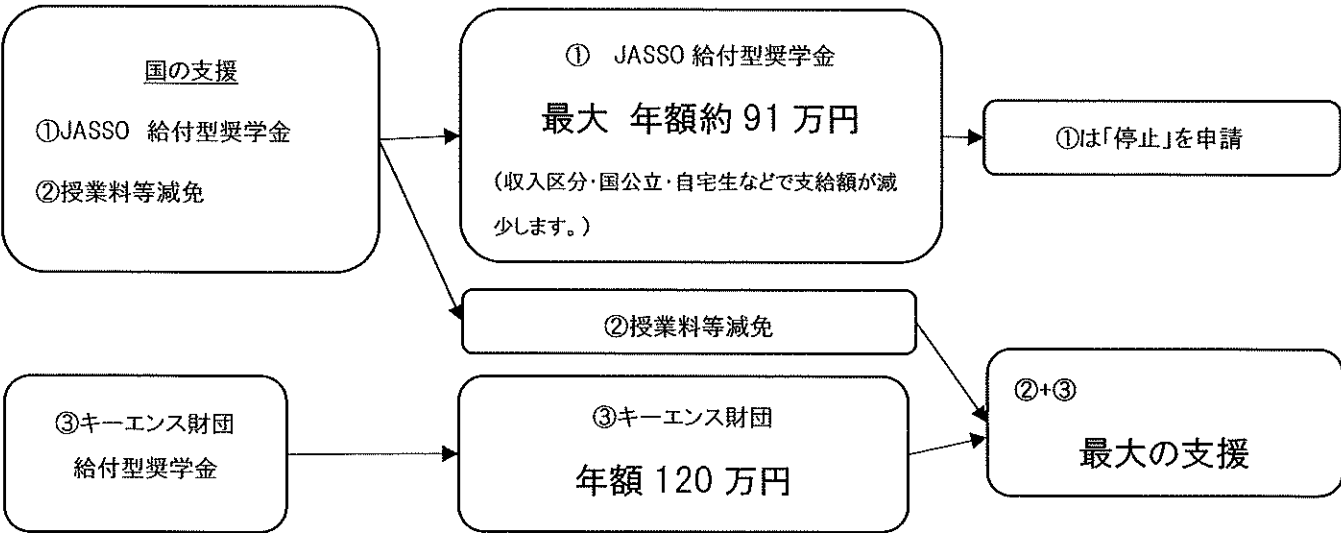 国の支援
①JASSO 給付型奨学金
②授業料等減免
① JASSO 給付型奨学金
最大 年額約 91 万円
(収入区分・国公立・自宅生などで支給額が減
少します。)
①は「停止」を申請
②授業料等減免
③キーエンス財団
給付型奨学金
③キーエンス財団
年額 120 万円
②+③
最大の支援